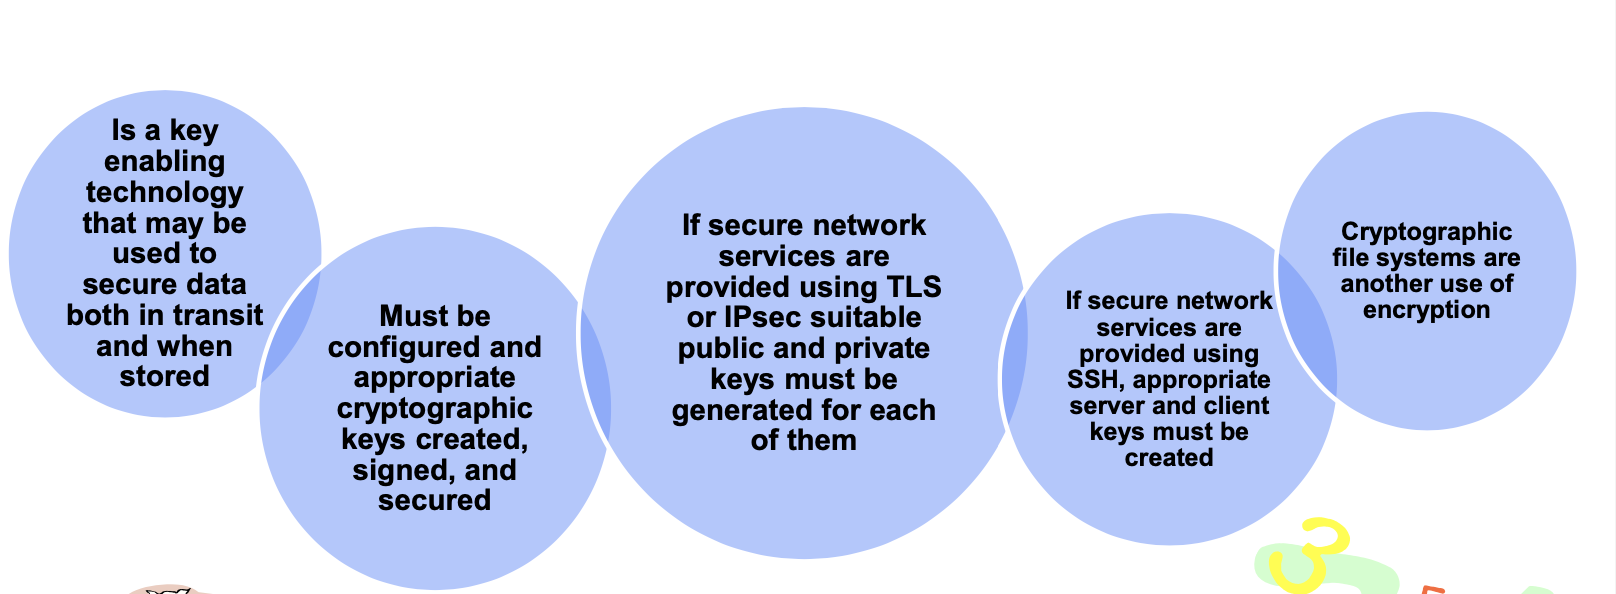 Is a key
enabling
technology
that may be
used to
secure data
both in transit
and when
stored
Must be
configured and
appropriate
cryptographic
keys created,
signed, and
secured
If secure network
services are
provided using TLS
or IPsec suitable
public and private
keys must be
generated for each
of them
If secure network
services are
provided using
SSH, appropriate
server and client
keys must be
created
Cryptographic
file systems are
another use of
encryption
3